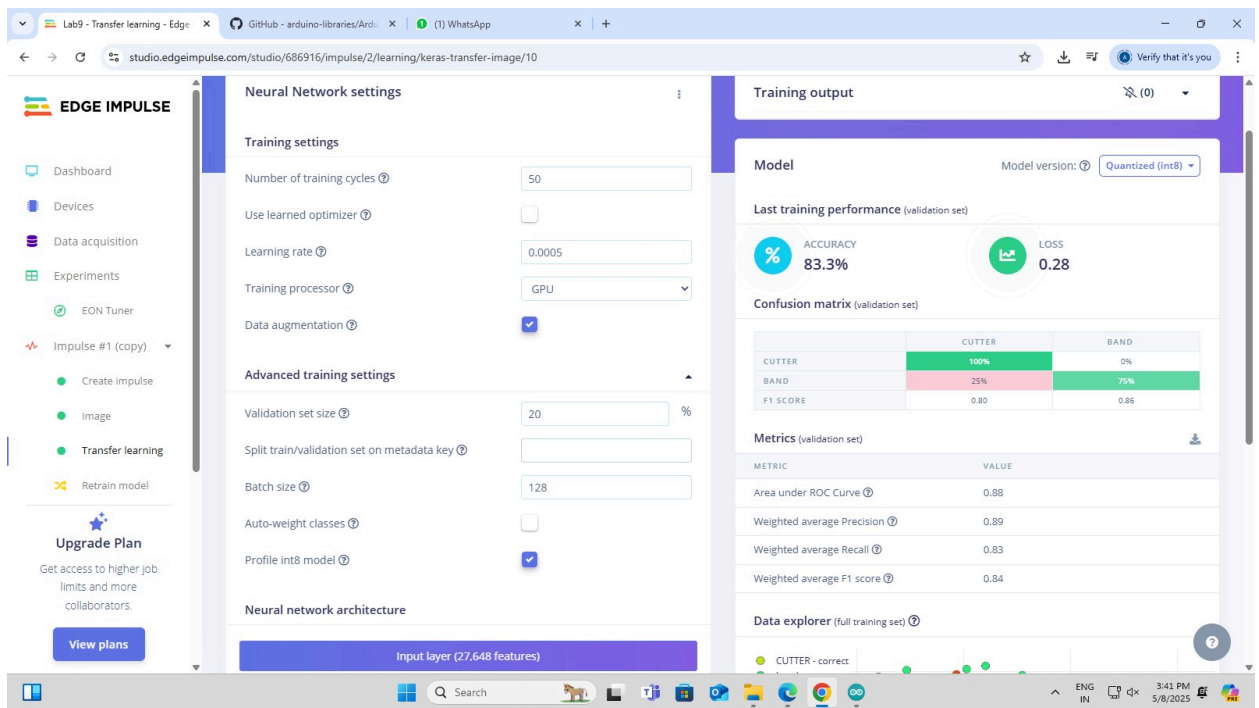 Lab9 - Transfer learning - Edge
GitHub - arduino-libraries/Ardu
(1) WhatsApp
studio.edgeimpulse.com/studio/686916/impulse/2/learning/keras-transfer-image/10
Verify that it's you
EDGE IMPULSE
Dashboard
Devices
Data acquisition
Experiments
EON Tuner
Impulse #1 (copy)
Create impulse
Image
Transfer learning
Retrain model
Upgrade Plan
Get access to higher job
limits and more
collaborators.
View plans
Neural Network settings
Training settings
Number of training cycles ? 50
Use learned optimizer ?
Learning rate ? 0.0005
Training processor ? GPU
Data augmentation ?
Advanced training settings
Validation set size ? 20 %
Split train/validation set on metadata key ?
Batch size ? 128
Auto-weight classes ?
Profile int8 model ?
Neural network architecture
Input layer (27,648 features)
Training output (0)
Model Model version: ? Quantized (int8)
Last training performance (validation set)
% ACCURACY
83.3%
LOSS
0.28
Confusion matrix (validation set)
CUTTER BAND
CUTTER 100% 0%
BAND 25% 75%
F1 SCORE 0.80 0.86
Metrics (validation set)
METRIC VALUE
Area under ROC Curve ? 0.88
Weighted average Precision ? 0.89
Weighted average Recall ? 0.83
Weighted average F1 score ? 0.84
Data explorer (full training set) ?
CUTTER - correct
?
Search
ENG
IN
3:41 PM
5/8/2025